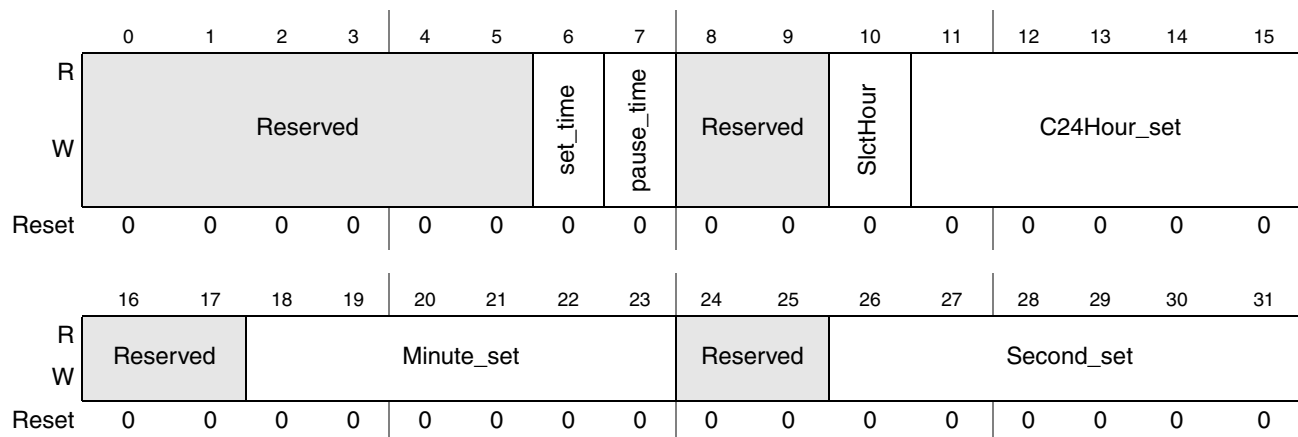 0 1 2 3 4 5 6 7 8 9 10 11 12 13 14 15
R
W
Reserved set_time pause_time Reserved SlctHour C24Hour_set
Reset 0 0 0 0 0 0 0 0 0 0 0 0 0 0 0 0
16 17 18 19 20 21 22 23 24 25 26 27 28 29 30 31
R
W
Reserved Minute_set Reserved Second_set
Reset 0 0 0 0 0 0 0 0 0 0 0 0 0 0 0 0